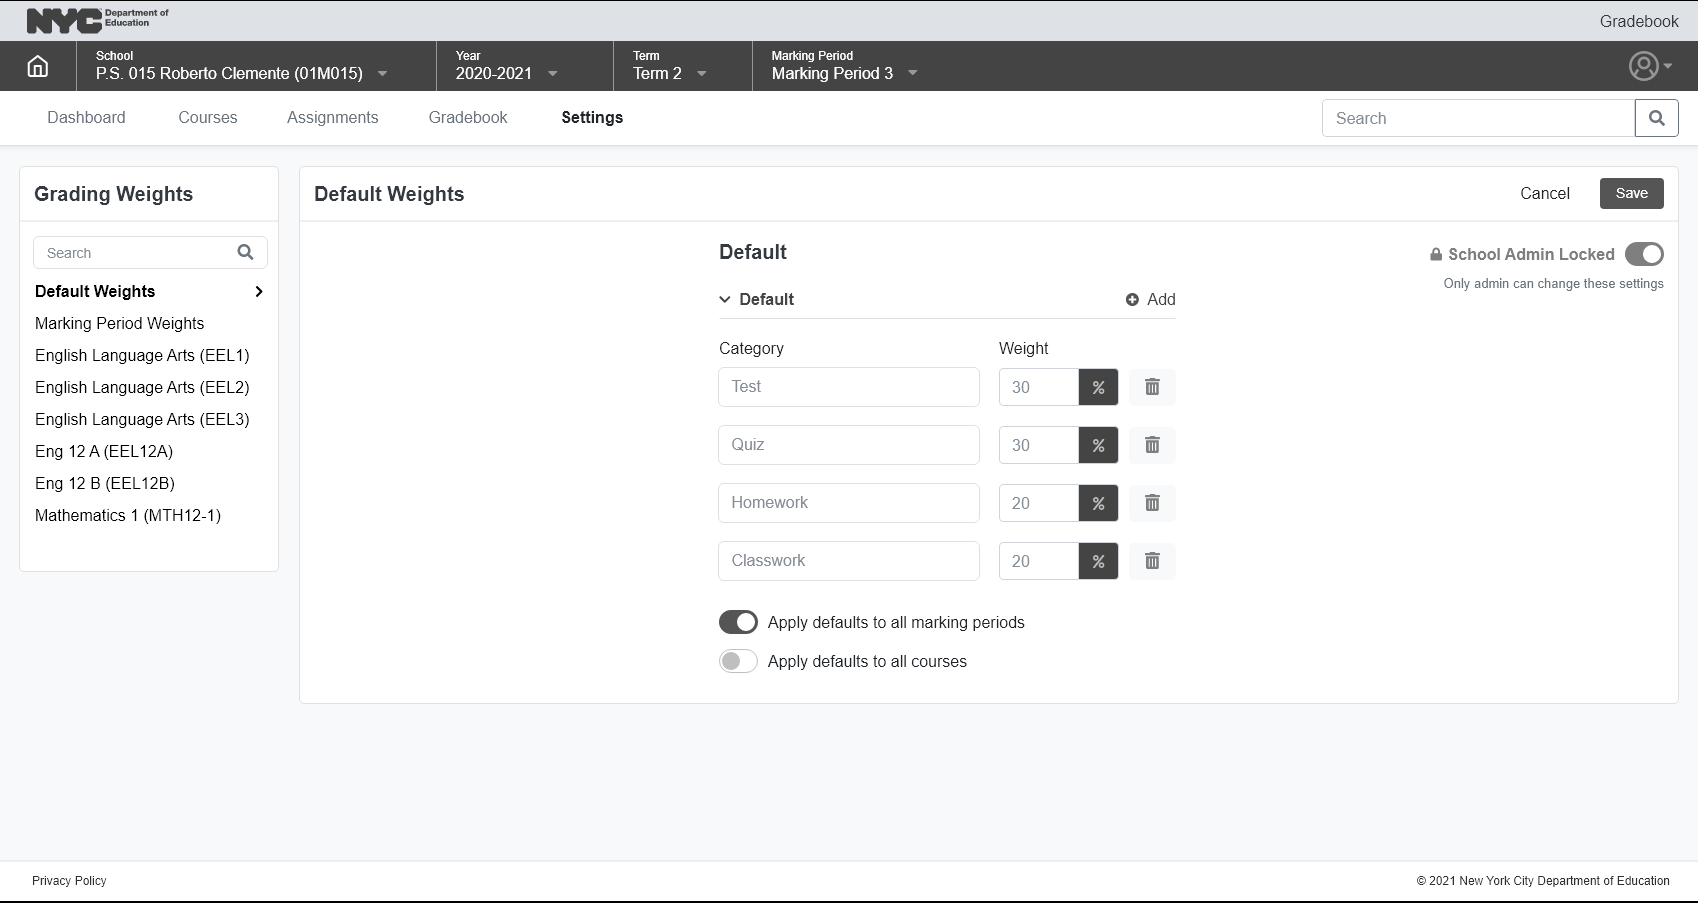 NYC Department of
Education
Gradebook
School
P.S. 015 Roberto Clemente (01M015)
Year
2020-2021
Term
Term 2
Marking Period
Marking Period 3
Dashboard
Courses
Assignments
Gradebook
Settings
Search
Grading Weights
Search
Default Weights
Marking Period Weights
English Language Arts (EEL1)
English Language Arts (EEL2)
English Language Arts (EEL3)
Eng 12 A (EEL12A)
Eng 12 B (EEL12B)
Mathematics 1 (MTH12-1)
Default Weights
Cancel
Save
Default
School Admin Locked
Only admin can change these settings
Default
Add
Category
Weight
Test
30 %
Quiz
30 %
Homework
20 %
Classwork
20 %
Apply defaults to all marking periods
Apply defaults to all courses
Privacy Policy
© 2021 New York City Department of Education